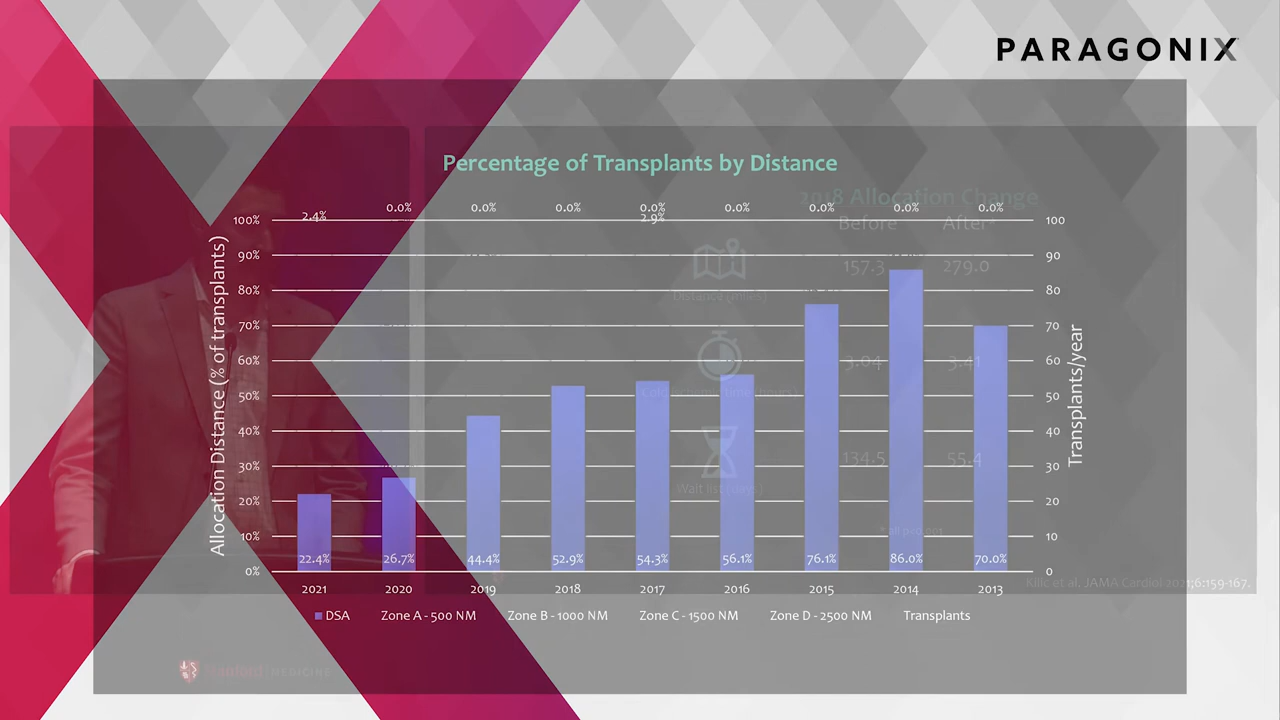 PARAGONIX
Percentage of Transplants by Distance
2018 Allocation Change
Before After*
157.3 279.0
Distance (miles)
3.04 3.41
134.5 55.4
Wait list (days)
Kilic et al. JAMA Cardiol 2021;6:159-167.
Allocation Distance (% of transplants)
Transplants/year
2.4% 0.0% 0.0% 0.0% 0.0% 0.0% 0.0% 0.0% 0.0%
2.9%
100% 100
90% 90
80% 80
70% 70
60% 60
50% 50
40% 40
30% 30
20% 20
10% 10
0% 0
22.4% 26.7% 44.4% 52.9% 54.3% 56.1% 76.1% 86.0% 70.0%
2021 2020 2019 2018 2017 2016 2015 2014 2013
DSA Zone A - 500 NM Zone B - 1000 NM Zone C - 1500 NM Zone D - 2500 NM Transplants